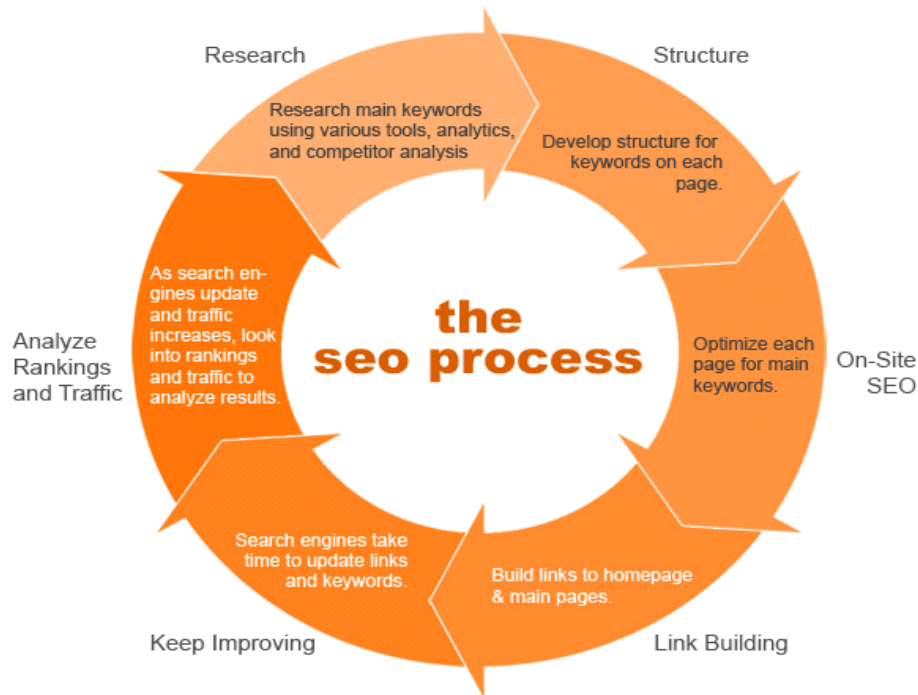 Research
Research main keywords
using various tools, analytics,
and competitor analysis
Structure
Develop structure for
keywords on each
page.
On-Site
SEO
Optimize each
page for main
keywords.
Link Building
Build links to homepage
& main pages.
Keep Improving
Search engines take
time to update links
and keywords.
Analyze
Rankings
and Traffic
As search en-
gines update
and traffic
increases, look
into rankings
and traffic to
analyze results.
the
seo process